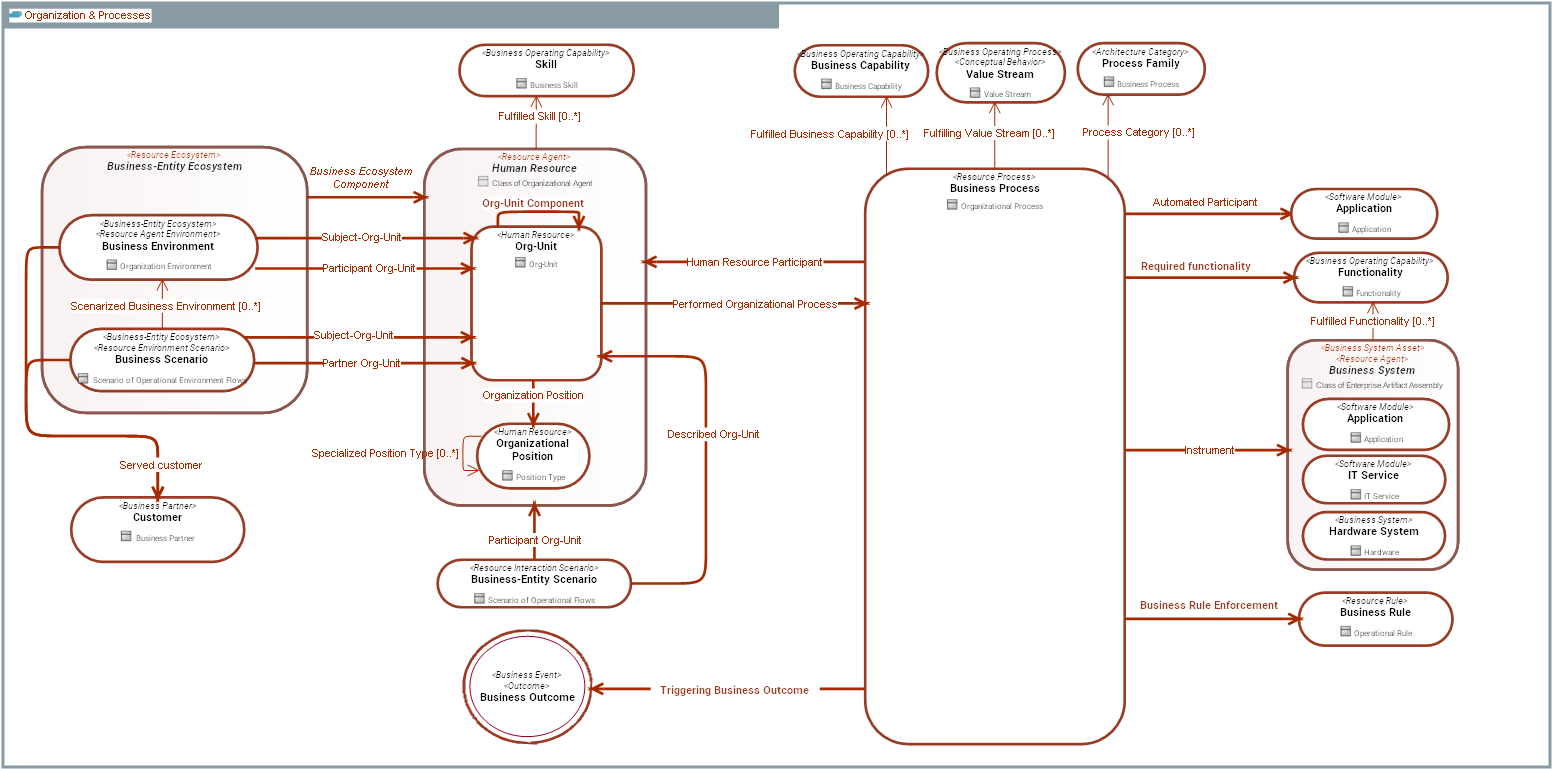 Organization & Processes
<Business Operating Capability>
Skill
Business Skill
Fulfilled Skill [0..*]
<Business Operating Capability>
Business Capability
Business Capability
<Business Operating Process>
<Conceptual Behavior>
Value Stream
Value Stream
<Architecture Category>
Process Family
Business Process
Fulfilled Business Capability [0..*]
Fulfilling Value Stream [0..*]
Process Category [0..*]
<Resource Ecosystem>
Business-Entity Ecosystem
Business Ecosystem
Component
<Resource Agent>
Human Resource
Class of Organizational Agent
Org-Unit Component
<Human Resource>
Org-Unit
Org-Unit
<Business-Entity Ecosystem>
<Resource Agent Environment>
Business Environment
Organization Environment
Subject-Org-Unit
Participant Org-Unit
Scenarized Business Environment [0..*]
<Business-Entity Ecosystem>
<Resource Environment Scenario>
Business Scenario
Scenario of Operational Environment Flows
Subject-Org-Unit
Partner Org-Unit
Served customer
<Business Partner>
Customer
Business Partner
Organization Position
Specialized Position Type [0..*]
<Human Resource>
Organizational
Position
Position Type
Participant Org-Unit
<Resource Interaction Scenario>
Business-Entity Scenario
Scenario of Operational Flows
Described Org-Unit
Human Resource Participant
Performed Organizational Process
<Business Event>
<Outcome>
Business Outcome
Triggering Business Outcome
<Resource Process>
Business Process
Organizational Process
Automated Participant
<Software Module>
Application
Application
Required functionality
<Business Operating Capability>
Functionality
Functionality
Fulfilled Functionality [0..*]
<Business System Asset>
<Resource Agent>
Business System
Class of Enterprise Artifact Assembly
Instrument
<Software Module>
Application
Application
<Software Module>
IT Service
IT Service
<Business System>
Hardware System
Hardware
Business Rule Enforcement
<Resource Rule>
Business Rule
Operational Rule